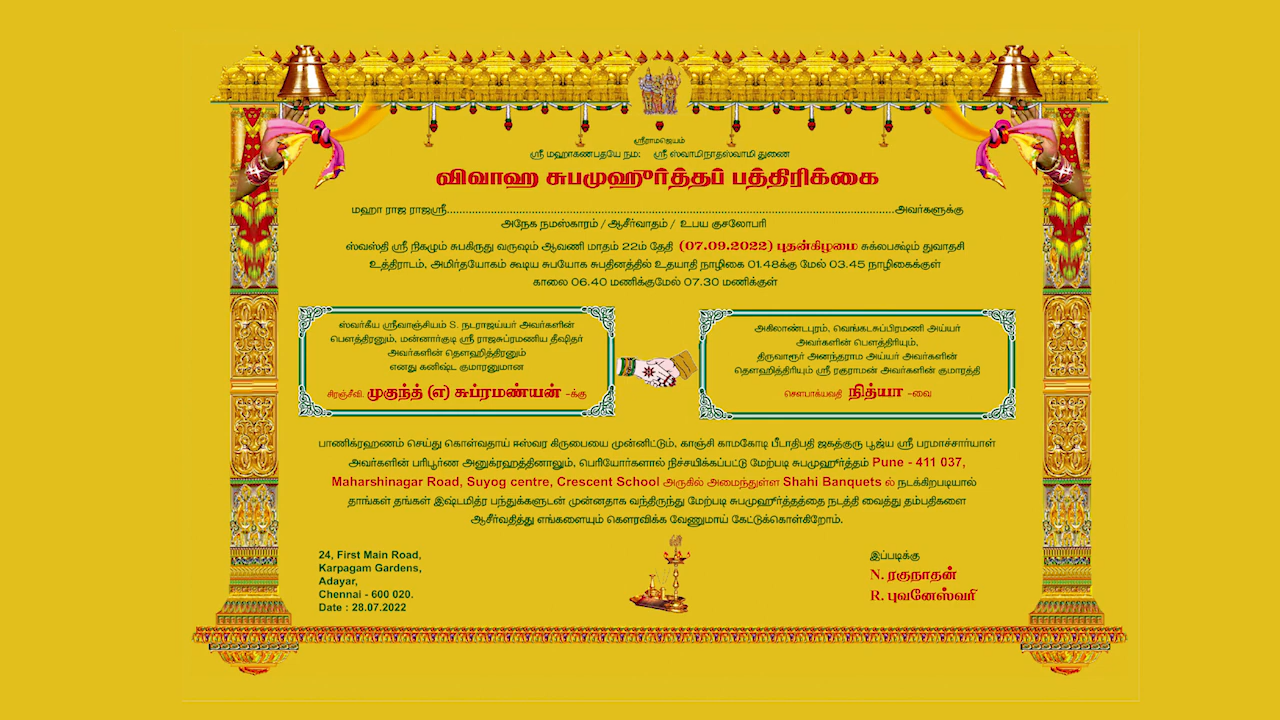 ஸ்ரீராமஜெயம்
ஸ்ரீ மஹாகணபதயே நம: ஸ்ரீ ஸ்வாமிநாதஸ்வாமி துணை
விவாஹ சுபமுஹூர்த்தப் பத்திரிக்கை
மஹா ராஜ ராஜஸ்ரீ.......................................................................................................................................அவர்களுக்கு
அநேக நமஸ்காரம் / ஆசீர்வாதம் / உபய குசலோபரி
ஸ்வஸ்தி ஸ்ரீ நிகழும் சுபகிருது வருஷம் ஆவணி மாதம் 22ம் தேதி (07.09.2022) புதன்கிழமை சுக்லபக்ஷம் துவாதசி
உத்திராடம், அமிர்தயோகம் கூடிய சுபயோக சுபதினத்தில் உதயாதி நாழிகை 01.48க்கு மேல் 03.45 நாழிகைக்குள்
காலை 06.40 மணிக்குமேல் 07.30 மணிக்குள்
ஸ்வர்கீய ஸ்ரீவாஞ்சியம் S. நடராஜய்யர் அவர்களின்
பௌத்திரனும், மன்னார்குடி ஸ்ரீ ராஜசுப்ரமணிய தீஷிதர்
அவர்களின் தௌஹித்திரனும்
எனது கனிஷ்ட குமாரனுமான
சிரஞ்சீவி. முகுந்த் (எ) சுப்ரமண்யன் -க்கு
அகிலாண்டபுரம், வெங்கடசுப்பிரமணி அய்யர்
அவர்களின் பௌத்திரியும்,
திருவாரூர் அனந்தராம அய்யர் அவர்களின்
தௌஹித்திரியும் ஸ்ரீ ரகுராமன் அவர்களின் குமாரத்தி
சௌபாக்யவதி நித்யா -வை
பாணிக்ரஹணம் செய்து கொள்வதாய் ஈஸ்வர கிருபையை முன்னிட்டும், காஞ்சி காமகோடி பீடாதிபதி ஜகத்குரு பூஜ்ய ஸ்ரீ பரமாச்சார்யாள்
அவர்களின் பரிபூர்ண அனுக்ரஹத்தினாலும், பெரியோர்களால் நிச்சயிக்கப்பட்டு மேற்படி சுபமுஹூர்த்தம் Pune - 411 037,
Maharshinagar Road, Suyog centre, Crescent School அருகில் அமைந்துள்ள Shahi Banquets ல் நடக்கிறபடியால்
தாங்கள் தங்கள் இஷ்டமித்ர பந்துக்களுடன் முன்னதாக வந்திருந்து மேற்படி சுபமுஹூர்த்தத்தை நடத்தி வைத்து தம்பதிகளை
ஆசீர்வதித்து எங்களையும் கௌரவிக்க வேணுமாய் கேட்டுக்கொள்கிறோம்.
24, First Main Road,
Karpagam Gardens,
Adayar,
Chennai - 600 020.
Date : 28.07.2022
இப்படிக்கு
N. ரகுநாதன்
R. புவனேஸ்வரி